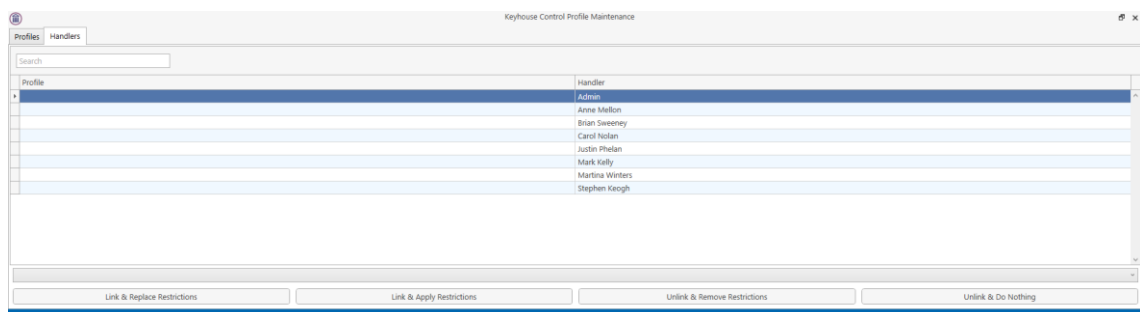 Keyhouse Control Profile Maintenance
Profiles Handlers
Search
Profile Handler
Admin
Anne Mellon
Brian Sweeney
Carol Nolan
Justin Phelan
Mark Kelly
Martina Winters
Stephen Keogh
Link & Replace Restrictions Link & Apply Restrictions Unlink & Remove Restrictions Unlink & Do Nothing